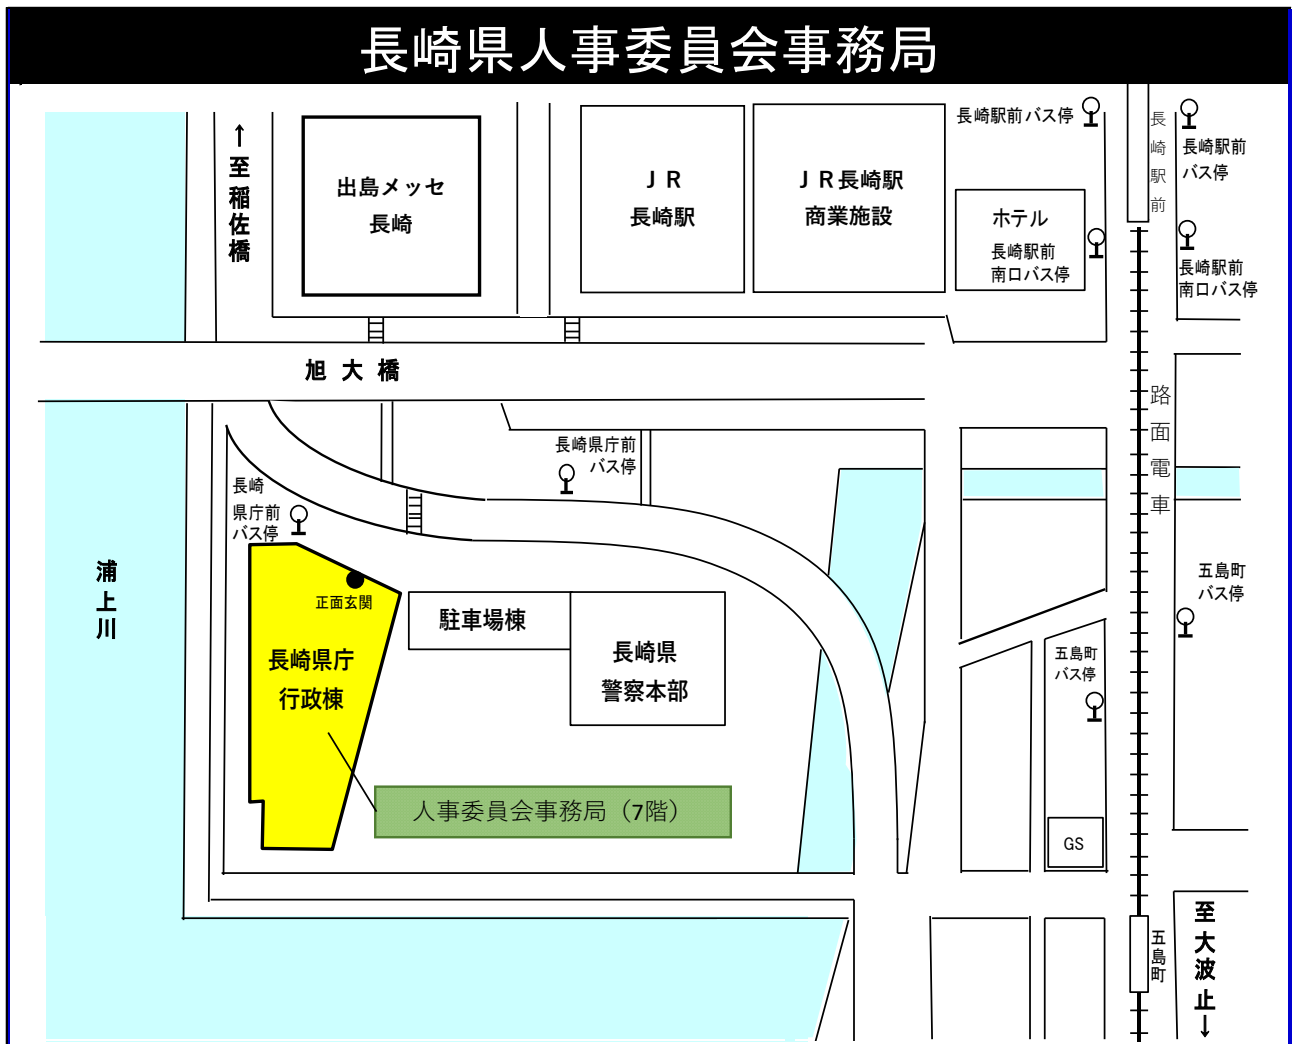 長崎県人事委員会事務局
↑至稲佐橋
出島メッセ
長崎
ＪＲ
長崎駅
ＪＲ長崎駅
商業施設
長崎駅前バス停
ホテル
長崎駅前
南口バス停
長崎駅前
長崎駅前
バス停
長崎駅前
南口バス停
旭大橋
路面電車
長崎県庁前
バス停
長崎
県庁前
バス停
正面玄関
浦上川
長崎県庁
行政棟
駐車場棟
長崎県
警察本部
人事委員会事務局（7階）
五島町
バス停
五島町
バス停
GS
五島町
至大波止↓